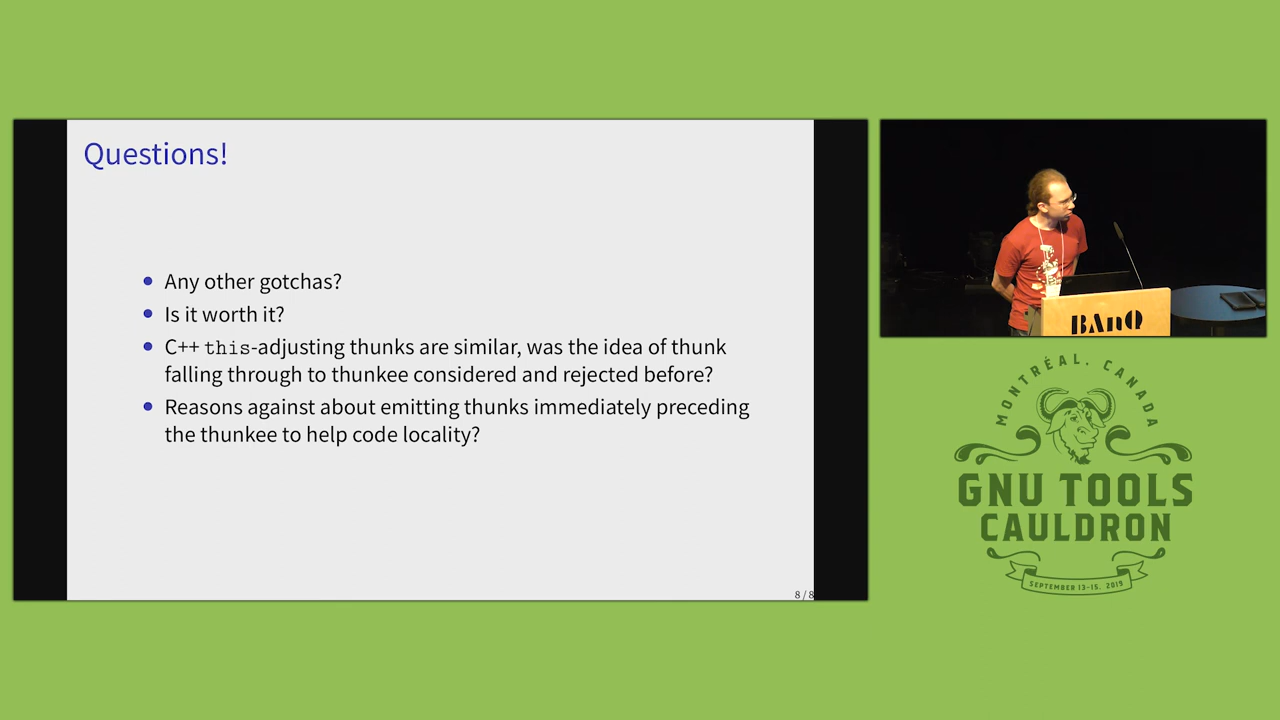 Questions!
Any other gotchas?
Is it worth it?
C++ this-adjusting thunks are similar, was the idea of thunk
falling through to thunkee considered and rejected before?
Reasons against about emitting thunks immediately preceding
the thunkee to help code locality?
8 / 8
BAnQ
MONTRÉAL, CANADA
GNU TOOLS
CAULDRON
SEPTEMBER 13-15, 2019